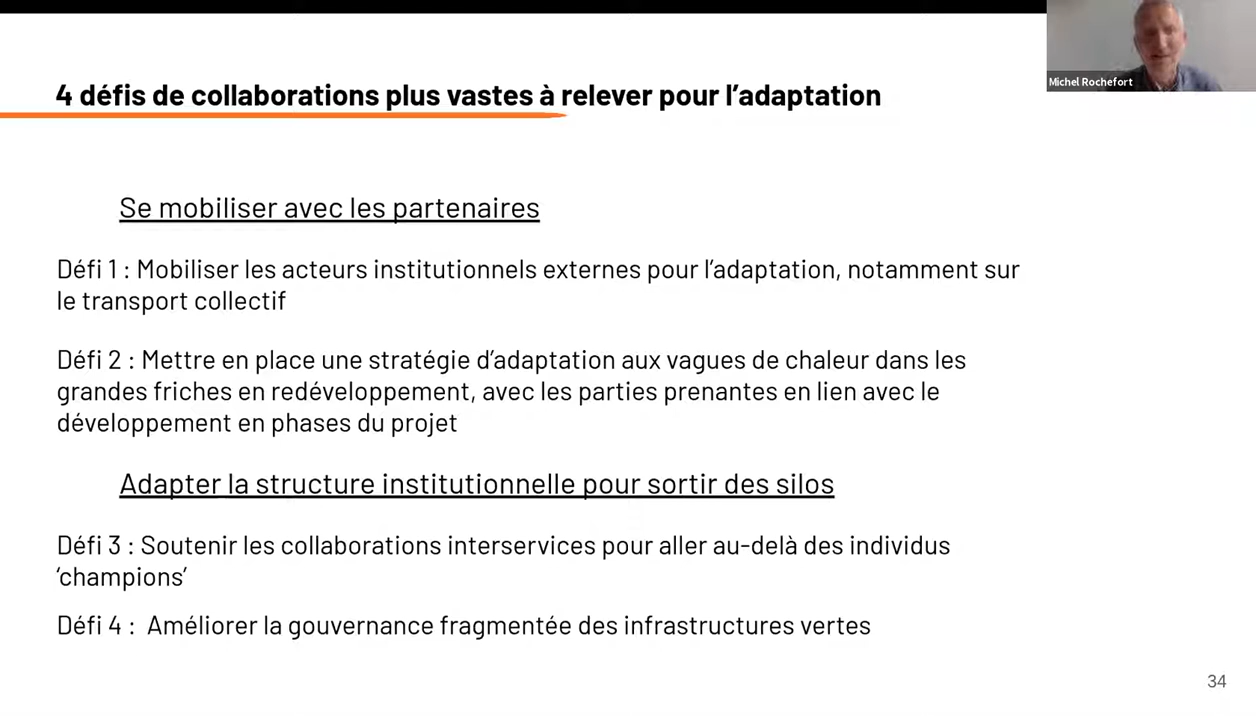 Michel Rochefort
4 défis de collaborations plus vastes à relever pour l’adaptation
Se mobiliser avec les partenaires
Défi 1 : Mobiliser les acteurs institutionnels externes pour l’adaptation, notamment sur
le transport collectif
Défi 2 : Mettre en place une stratégie d’adaptation aux vagues de chaleur dans les
grandes friches en redéveloppement, avec les parties prenantes en lien avec le
développement en phases du projet
Adapter la structure institutionnelle pour sortir des silos
Défi 3 : Soutenir les collaborations interservices pour aller au-delà des individus
‘champions’
Défi 4 :  Améliorer la gouvernance fragmentée des infrastructures vertes
34